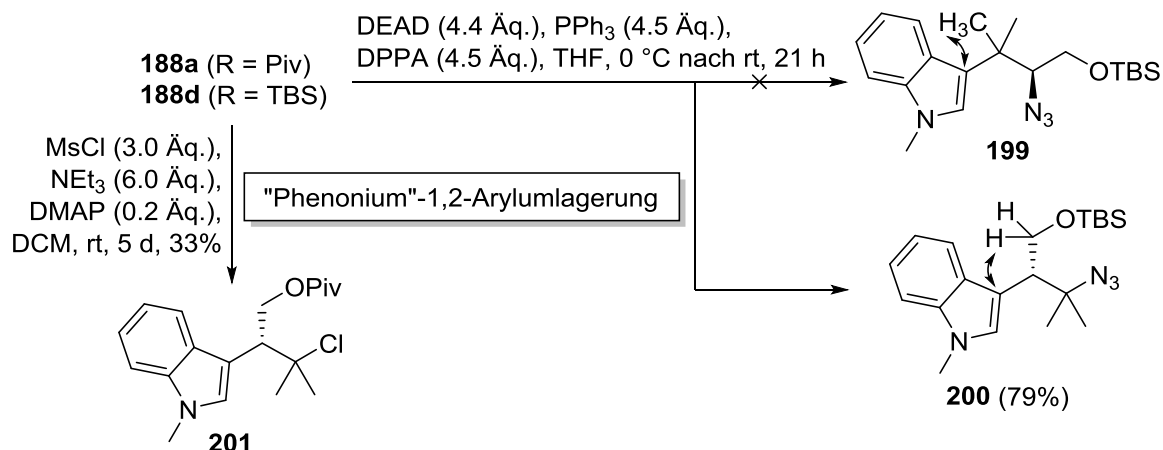 DEAD (4.4 Äq.), PPh3 (4.5 Äq.),
DPPA (4.5 Äq.), THF, 0 °C nach rt, 21 h
188a (R = Piv)
188d (R = TBS)
H3C
OTBS
N3
N
199
MsCl (3.0 Äq.),
NEt3 (6.0 Äq.),
DMAP (0.2 Äq.),
DCM, rt, 5 d, 33%
"Phenonium"-1,2-Arylumlagerung
H
H
OTBS
N3
N
200 (79%)
OPiv
Cl
N
201